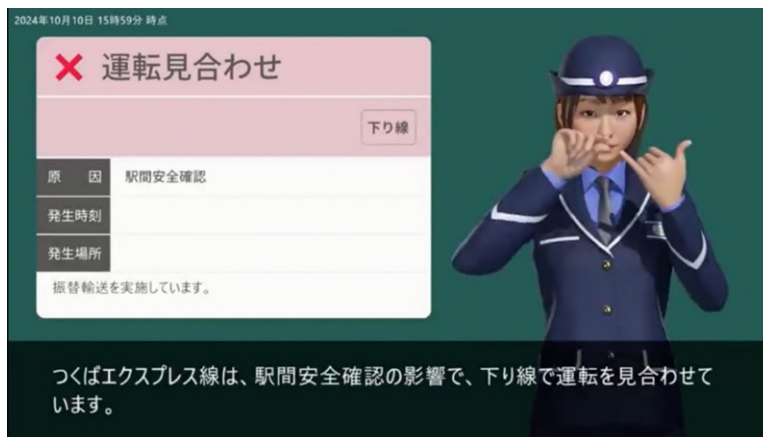 2024年10月10日 15時59分 時点
運転見合わせ
下り線
原　因 駅間安全確認
発生時刻
発生場所
振替輸送を実施しています。
つくばエクスプレス線は、駅間安全確認の影響で、下り線で運転を見合わせて
います。